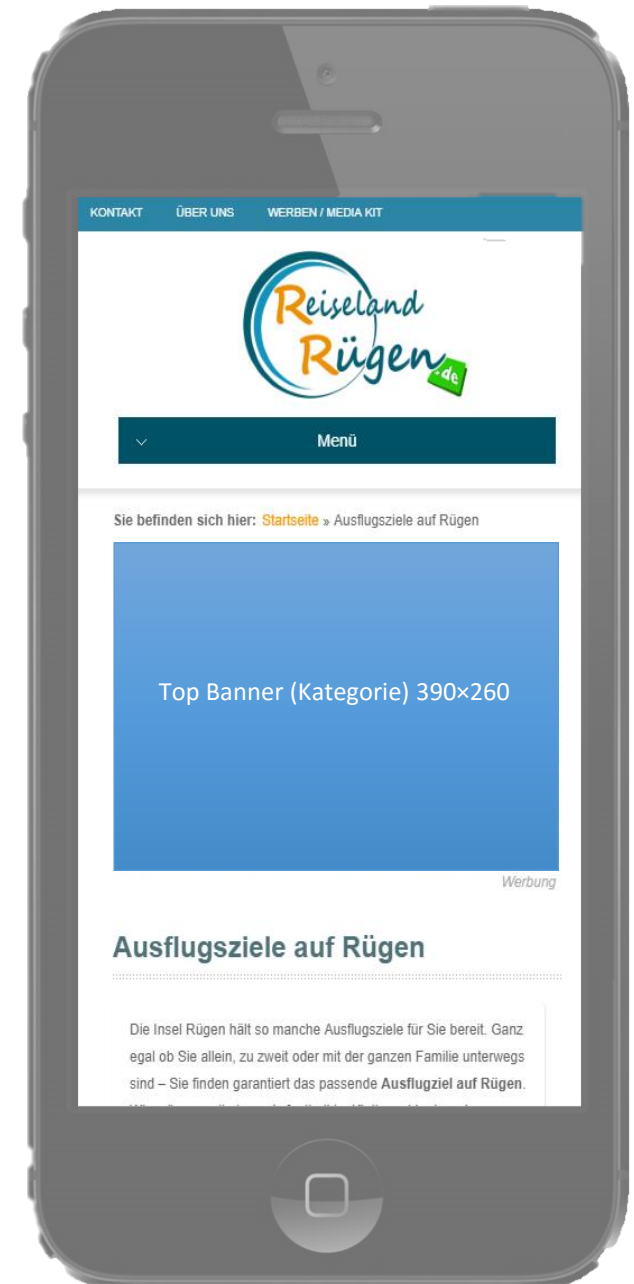 KONTAKT ÜBER UNS WERBEN / MEDIA KIT
Reiseland
Rügen.de
Menü
Sie befinden sich hier: Startseite » Ausflugsziele auf Rügen
Top Banner (Kategorie) 390×260
Werbung
Ausflugsziele auf Rügen
Die Insel Rügen hält so manche Ausflugsziele für Sie bereit. Ganz
egal ob Sie allein, zu zweit oder mit der ganzen Familie unterwegs
sind – Sie finden garantiert das passende Ausflugziel auf Rügen.